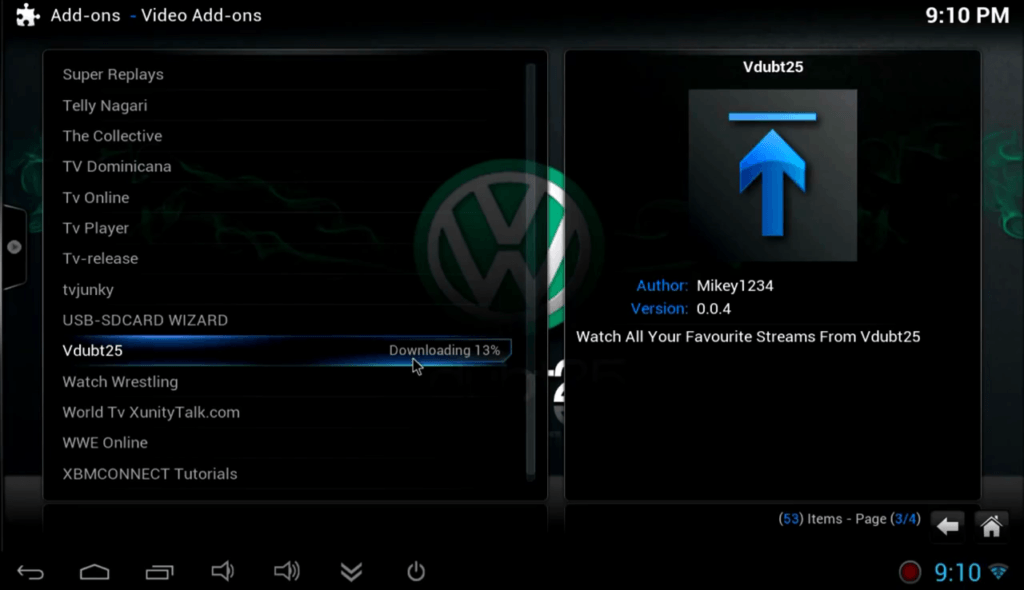 Add-ons - Video Add-ons
9:10 PM
Super Replays
Telly Nagari
The Collective
TV Dominicana
Tv Online
Tv Player
Tv-release
tvjunky
USB-SDCARD WIZARD
Vdubt25 Downloading 13%
Watch Wrestling
World Tv XunityTalk.com
WWE Online
XBMCONNECT Tutorials
Vdubt25
Author: Mikey1234
Version: 0.0.4
Watch All Your Favourite Streams From Vdubt25
(53) Items - Page (3/4)
9:10